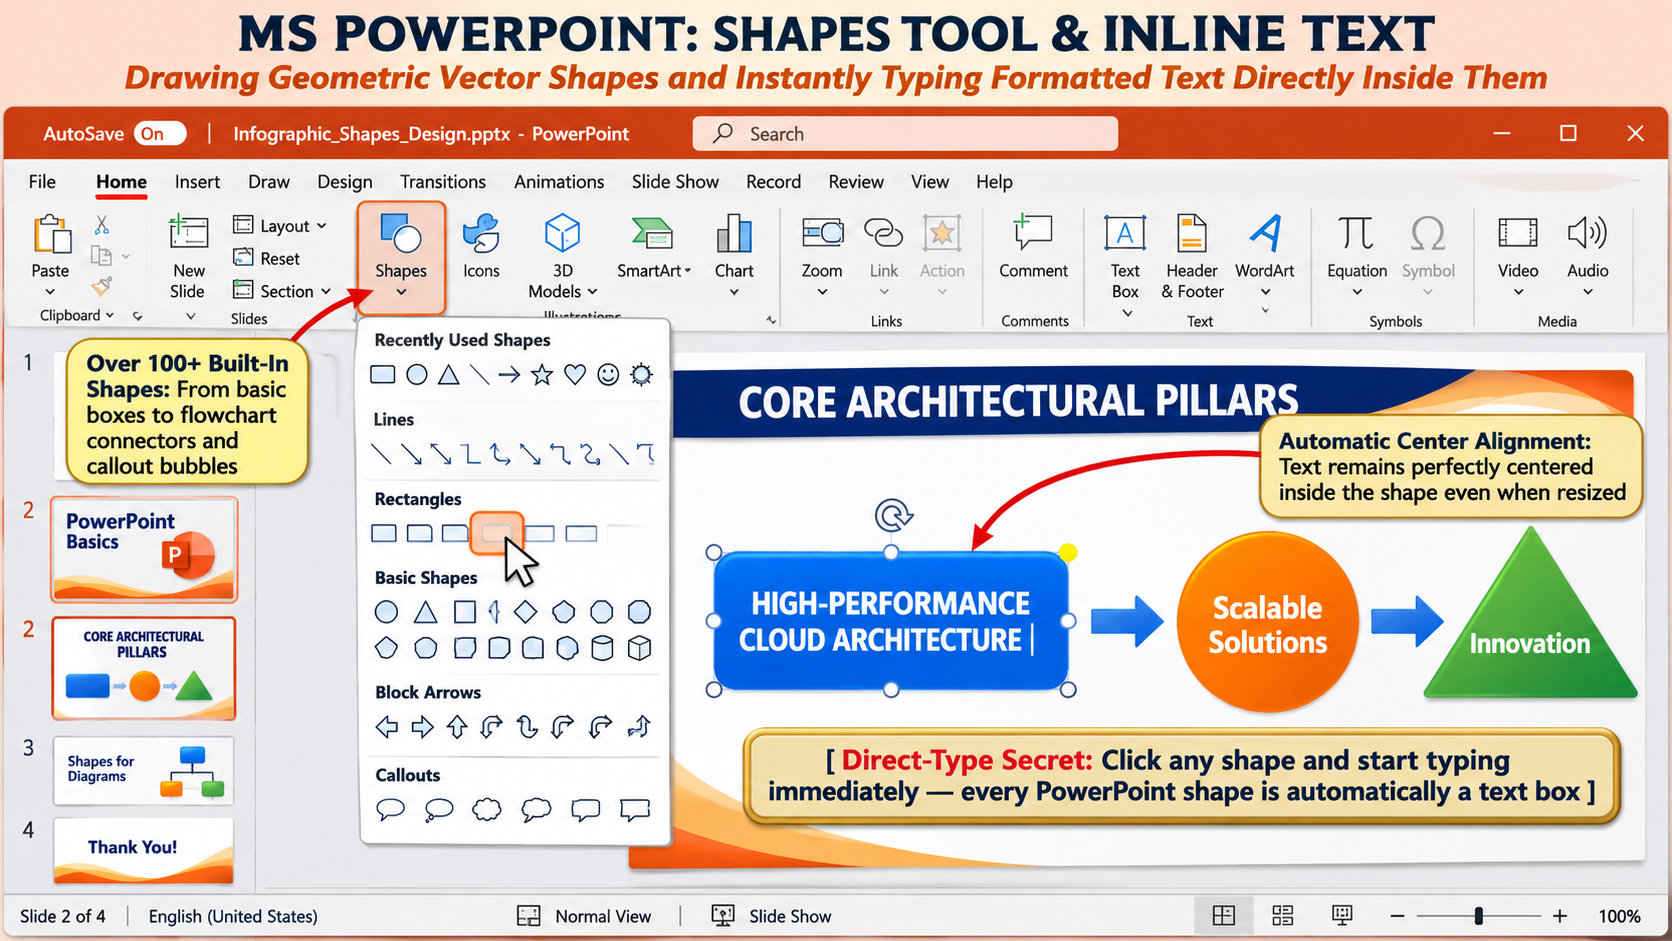 MS POWERPOINT: SHAPES TOOL & INLINE TEXT
Drawing Geometric Vector Shapes and Instantly Typing Formatted Text Directly Inside Them
AutoSave On | Infographic_Shapes_Design.pptx - PowerPoint
Search
File Home Insert Draw Design Transitions Animations Slide Show Record Review View Help
Paste
Clipboard
New
Slide
Layout
Reset
Section
Slides
Shapes
Icons
3D
Models
SmartArt
Chart
Illustrations
Zoom
Link
Action
Links
Comment
Comments
Text
Box
Header
& Footer
WordArt
Text
Equation
Symbol
Symbols
Video
Audio
Media
Over 100+ Built-In
Shapes: From basic
boxes to flowchart
connectors and
callout bubbles
1
2
PowerPoint
Basics
P
2
CORE ARCHITECTURAL
PILLARS
3
Shapes for
Diagrams
4
Thank You!
Recently Used Shapes
Lines
Rectangles
Basic Shapes
Block Arrows
Callouts
CORE ARCHITECTURAL PILLARS
Automatic Center Alignment:
Text remains perfectly centered
inside the shape even when resized
HIGH-PERFORMANCE
CLOUD ARCHITECTURE
Scalable
Solutions
Innovation
[ Direct-Type Secret: Click any shape and start typing
immediately — every PowerPoint shape is automatically a text box ]
Slide 2 of 4 | English (United States)
Normal View | Slide Show
100%